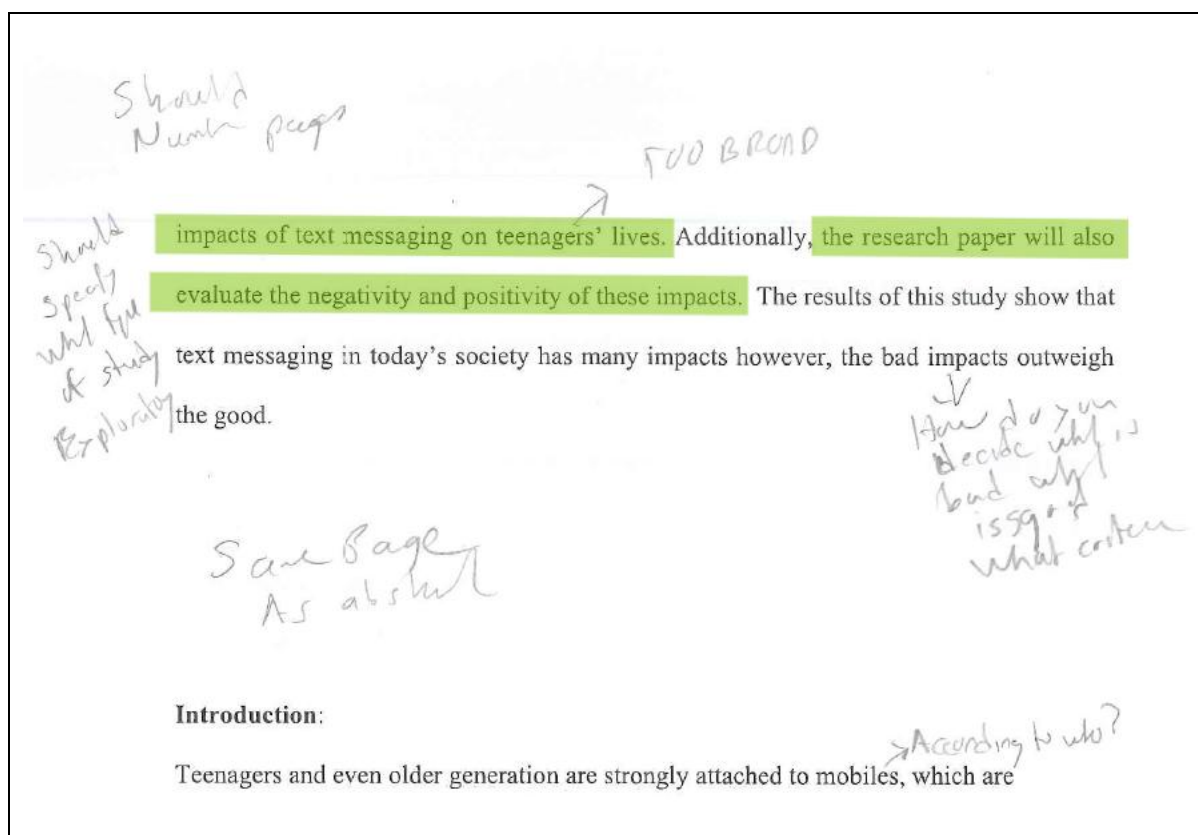 Should
Number pages
TOO BROAD
impacts of text messaging on teenagers' lives. Additionally, the research paper will also
evaluate the negativity and positivity of these impacts. The results of this study show that
text messaging in today's society has many impacts however, the bad impacts outweigh
the good.
Should
specify
what type
of study
Exploratory
How do you
decide what is
bad what
is good
what
Same Page
As abstract
Introduction:
According to who?
Teenagers and even older generation are strongly attached to mobiles, which are